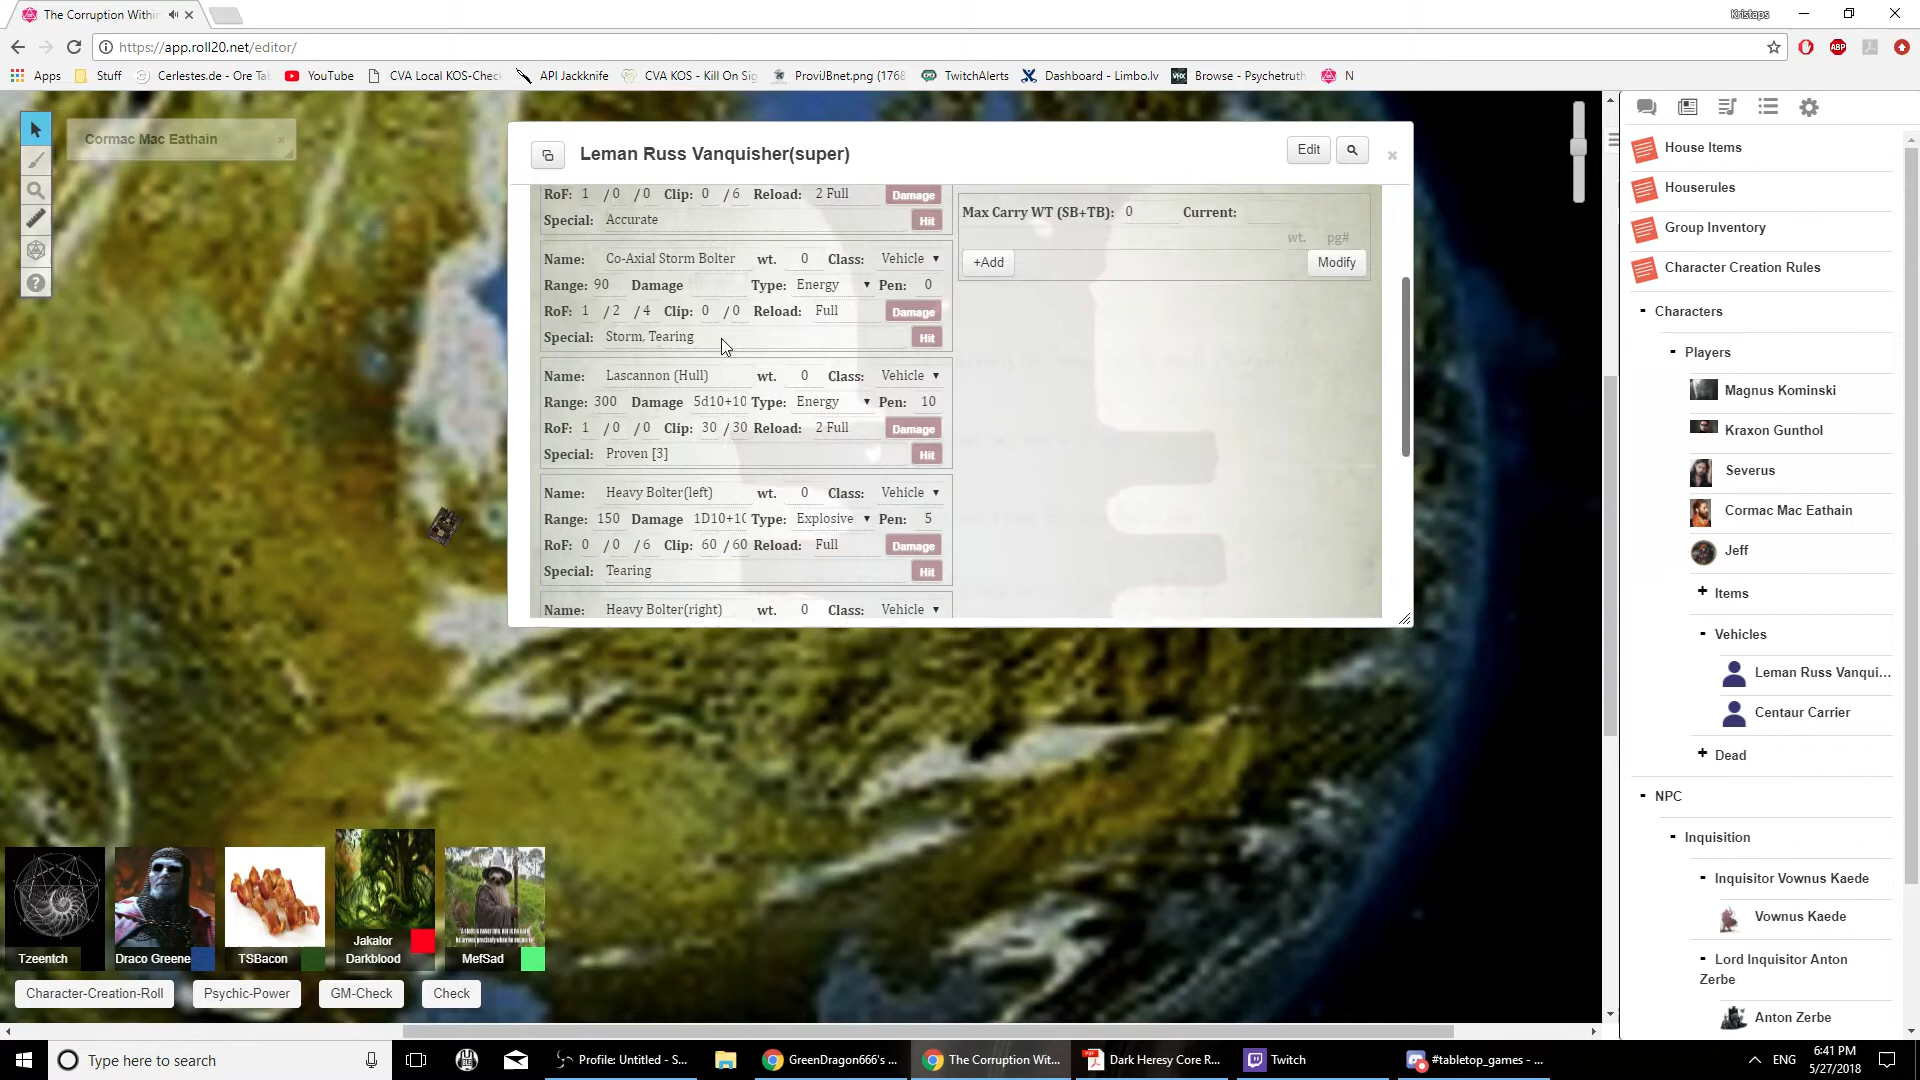 The Corruption Within
Kristaps
https://app.roll20.net/editor/
Apps Stuff Cerlestes.de - Ore Ta YouTube CVA Local KOS-Check API Jackknife CVA KOS - Kill On Sig ProviJBnet.png (1768 TwitchAlerts Dashboard - Limbo.lv Browse - Psychetruth N
Cormac Mac Eathain
Leman Russ Vanquisher(super)
Edit
RoF: 1 / 0 / 0 Clip: 0 / 6 Reload: 2 Full Damage
Special: Accurate Hit
Name: Co-Axial Storm Bolter wt. 0 Class: Vehicle
Range: 90 Damage Type: Energy Pen: 0
RoF: 1 / 2 / 4 Clip: 0 / 0 Reload: Full Damage
Special: Storm, Tearing Hit
Name: Lascannon (Hull) wt. 0 Class: Vehicle
Range: 300 Damage 5d10+10 Type: Energy Pen: 10
RoF: 1 / 0 / 0 Clip: 30 / 30 Reload: 2 Full Damage
Special: Proven [3] Hit
Name: Heavy Bolter(left) wt. 0 Class: Vehicle
Range: 150 Damage 1D10+10 Type: Explosive Pen: 5
RoF: 0 / 0 / 6 Clip: 60 / 60 Reload: Full Damage
Special: Tearing Hit
Name: Heavy Bolter(right) wt. 0 Class: Vehicle
Max Carry WT (SB+TB): 0 Current:
wt. pg#
+Add Modify
House Items
Houserules
Group Inventory
Character Creation Rules
Characters
Players
Magnus Kominski
Kraxon Gunthol
Severus
Cormac Mac Eathain
Jeff
Items
Vehicles
Leman Russ Vanqui...
Centaur Carrier
Dead
NPC
Inquisition
Inquisitor Vownus Kaede
Vownus Kaede
Lord Inquisitor Anton
Zerbe
Anton Zerbe
Tzeentch
Draco Greene
TSBacon
Jakalor
Darkblood
MefSad
Character-Creation-Roll Psychic-Power GM-Check Check
Type here to search
Profile: Untitled - S...
GreenDragon666's ...
The Corruption Wit...
Dark Heresy Core R...
Twitch
#tabletop_games - ...
ENG
6:41 PM
5/27/2018